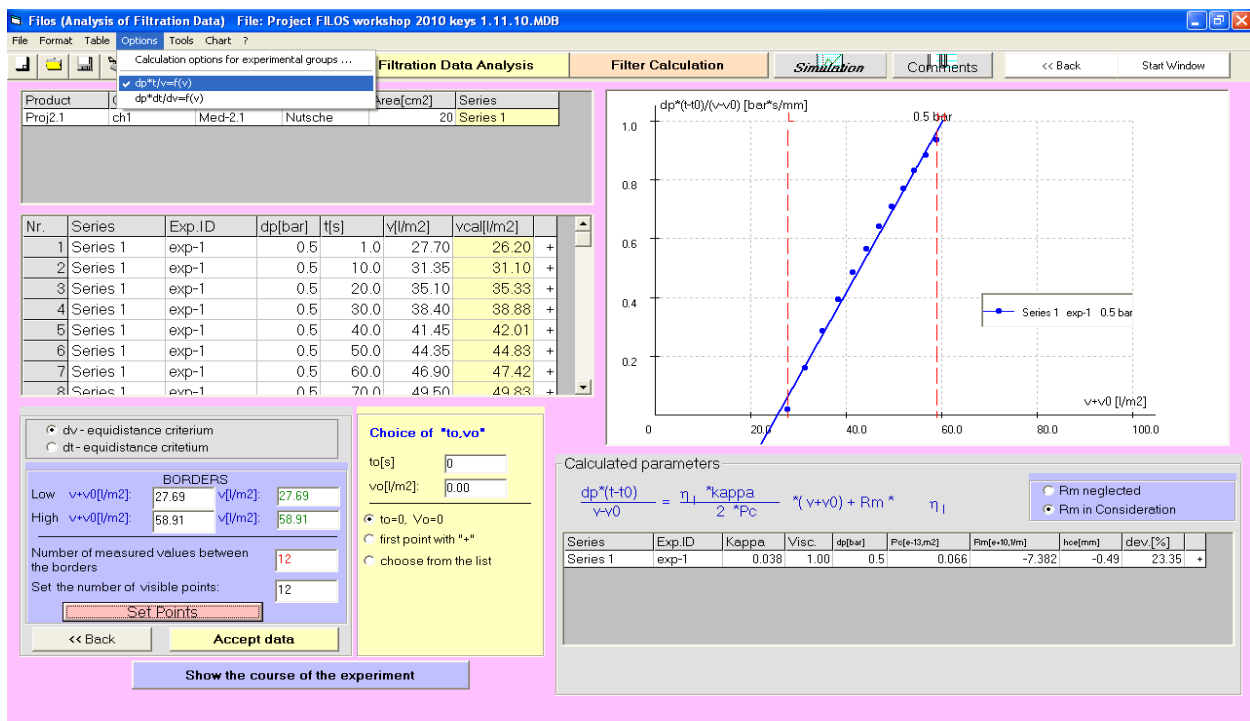 Filos (Analysis of Filtration Data) File: Project FILOS workshop 2010 keys 1.11.10.MDB
File Format Table Options Tools Chart ?
Calculation options for experimental groups ...
dp*t/v=f(v)
dp*dt/dv=f(v)
Filtration Data Analysis
Filter Calculation
Simulation
Comments
<< Back
Start Window
Product Area[cm2] Series
Proj2.1 ch1 Med-2.1 Nutsche 20 Series 1
Nr. Series Exp.ID dp[bar] t[s] v[l/m2] vcal[l/m2]
1 Series 1 exp-1 0.5 1.0 27.70 26.20 +
2 Series 1 exp-1 0.5 10.0 31.35 31.10 +
3 Series 1 exp-1 0.5 20.0 35.10 35.33 +
4 Series 1 exp-1 0.5 30.0 38.40 38.88 +
5 Series 1 exp-1 0.5 40.0 41.45 42.01 +
6 Series 1 exp-1 0.5 50.0 44.35 44.83 +
7 Series 1 exp-1 0.5 60.0 46.90 47.42 +
8 Series 1 exp-1 0.5 70.0 49.50 49.83 +
dp*(t-t0)/(v-v0) [bar*s/mm]
0.5 bar
1.0
0.8
0.6
0.4
0.2
Series 1 exp-1 0.5 bar
v+v0 [l/m2]
0 20.0 40.0 60.0 80.0 100.0
dv - equidistance criterium
dt - equidistance critetium
BORDERS
Low v+v0[l/m2]: 27.69 v[l/m2]: 27.69
High v+v0[l/m2]: 58.91 v[l/m2]: 58.91
Number of measured values between the borders 12
Set the number of visible points: 12
Set Points
<< Back
Accept data
Choice of "to,vo"
to[s] 0
vo[l/m2]: 0.00
to=0, Vo=0
first point with "+"
choose from the list
Show the course of the experiment
Calculated parameters
dp*(t-t0) / v-v0 = η l *kappa / 2 *Pc *( v+v0) + Rm * η l
Rm neglected
Rm in Consideration
Series Exp.ID Kappa Visc. dp[bar] Pc[e-13,m2] Rm[e+10,1/m] hce[mm] dev.[%]
Series 1 exp-1 0.038 1.00 0.5 0.066 -7.382 -0.49 23.35 +